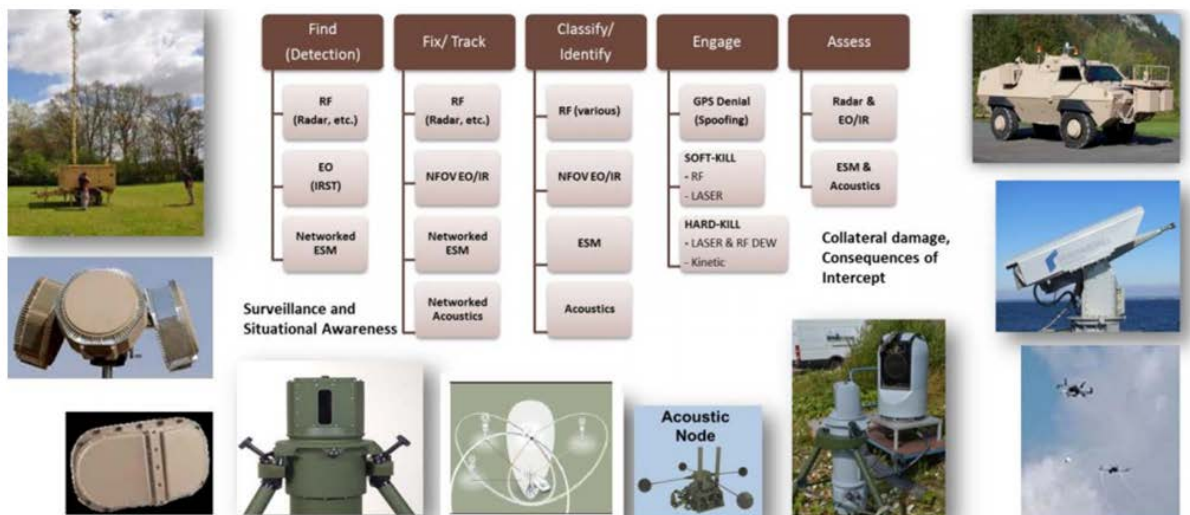 Find
(Detection)
Fix/ Track
Classify/
Identify
Engage
Assess
RF
(Radar, etc.)
EO
(IRST)
Networked
ESM
RF
(Radar, etc.)
NFOV EO/IR
Networked
ESM
Networked
Acoustics
RF (various)
NFOV EO/IR
ESM
Acoustics
GPS Denial
(Spoofing)
SOFT-KILL
- RF
- LASER
HARD-KILL
- LASER & RF DEW
- Kinetic
Radar &
EO/IR
ESM &
Acoustics
Surveillance and
Situational Awareness
Collateral damage,
Consequences of
Intercept
Acoustic
Node